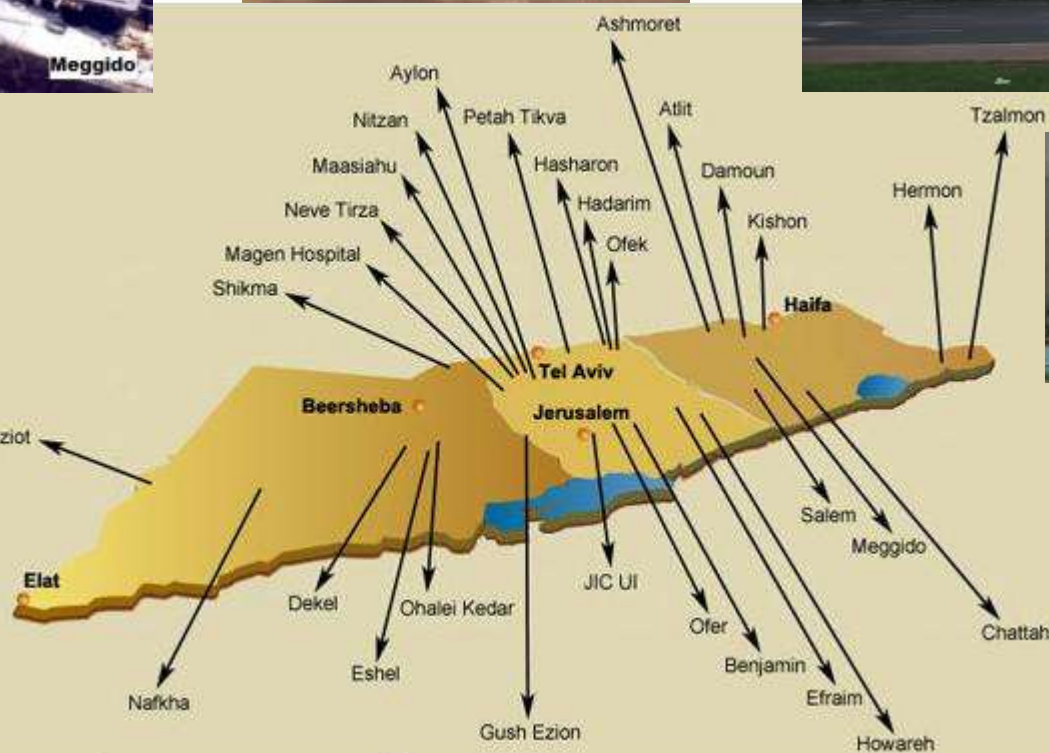 Meggido
Ashmoret
Aylon
Atlit
Tzalmon
Nitzan
Petah Tikva
Maasiahu
Hasharon
Damoun
Hermon
Neve Tirza
Hadarim
Kishon
Ofek
Magen Hospital
Shikma
Haifa
Tel Aviv
Beersheba
Jerusalem
ziot
Salem
Meggido
Elat
JIC UI
Dekel
Ohalei Kedar
Ofer
Chattah
Benjamin
Eshel
Efraim
Nafkha
Gush Ezion
Howareh